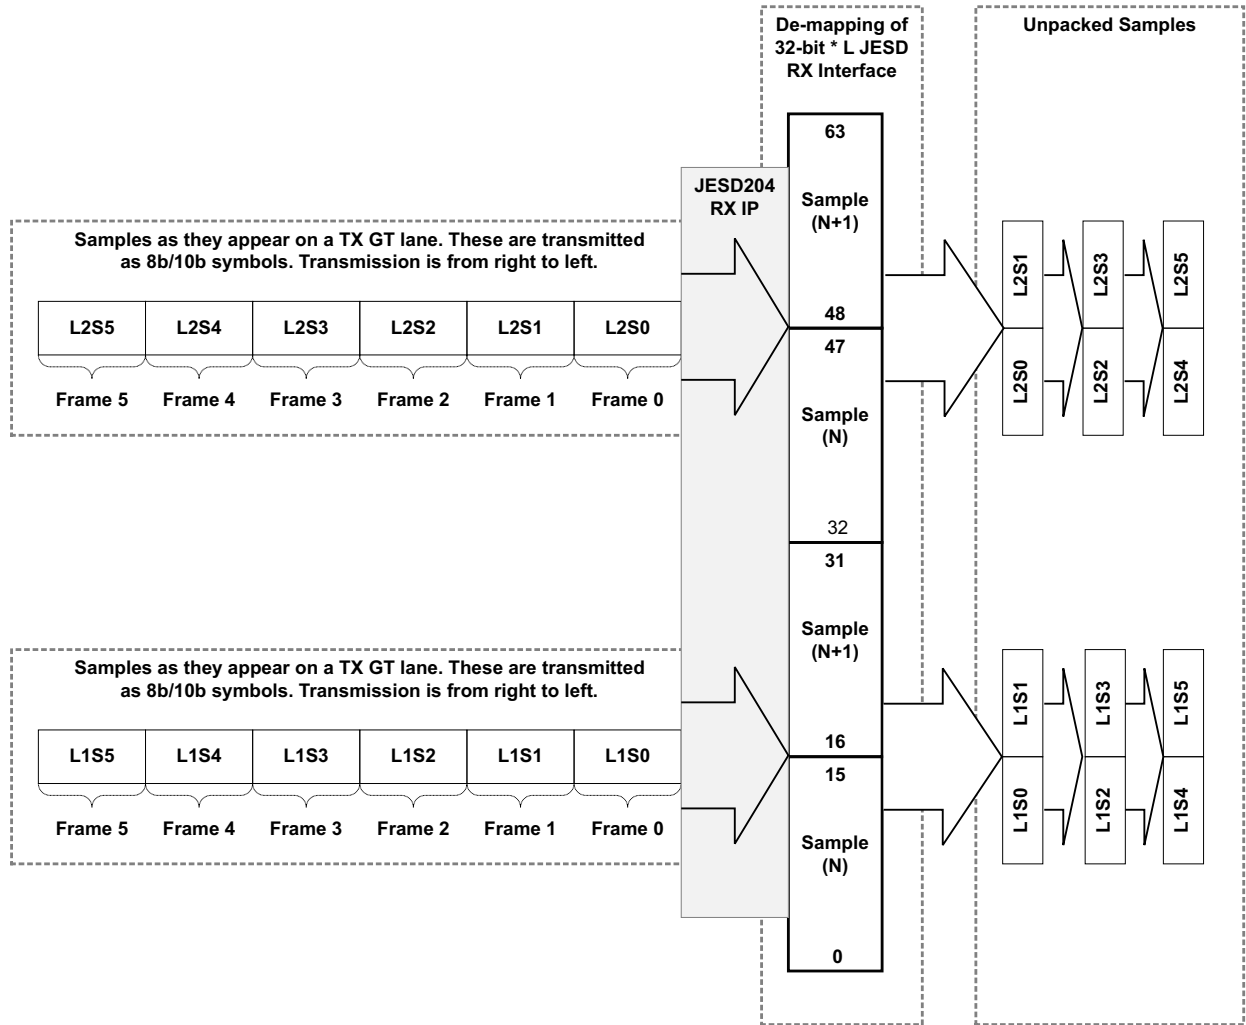 De-mapping of
32-bit * L JESD
RX Interface
Unpacked Samples
63
JESD204
RX IP
Sample
(N+1)
Samples as they appear on a TX GT lane. These are transmitted
as 8b/10b symbols. Transmission is from right to left.
L2S5 L2S4 L2S3 L2S2 L2S1 L2S0
Frame 5 Frame 4 Frame 3 Frame 2 Frame 1 Frame 0
48
47
Sample
(N)
32
L2S1 L2S3 L2S5
L2S0 L2S2 L2S4
31
Sample
(N+1)
Samples as they appear on a TX GT lane. These are transmitted
as 8b/10b symbols. Transmission is from right to left.
L1S5 L1S4 L1S3 L1S2 L1S1 L1S0
Frame 5 Frame 4 Frame 3 Frame 2 Frame 1 Frame 0
16
15
Sample
(N)
0
L1S1 L1S3 L1S5
L1S0 L1S2 L1S4